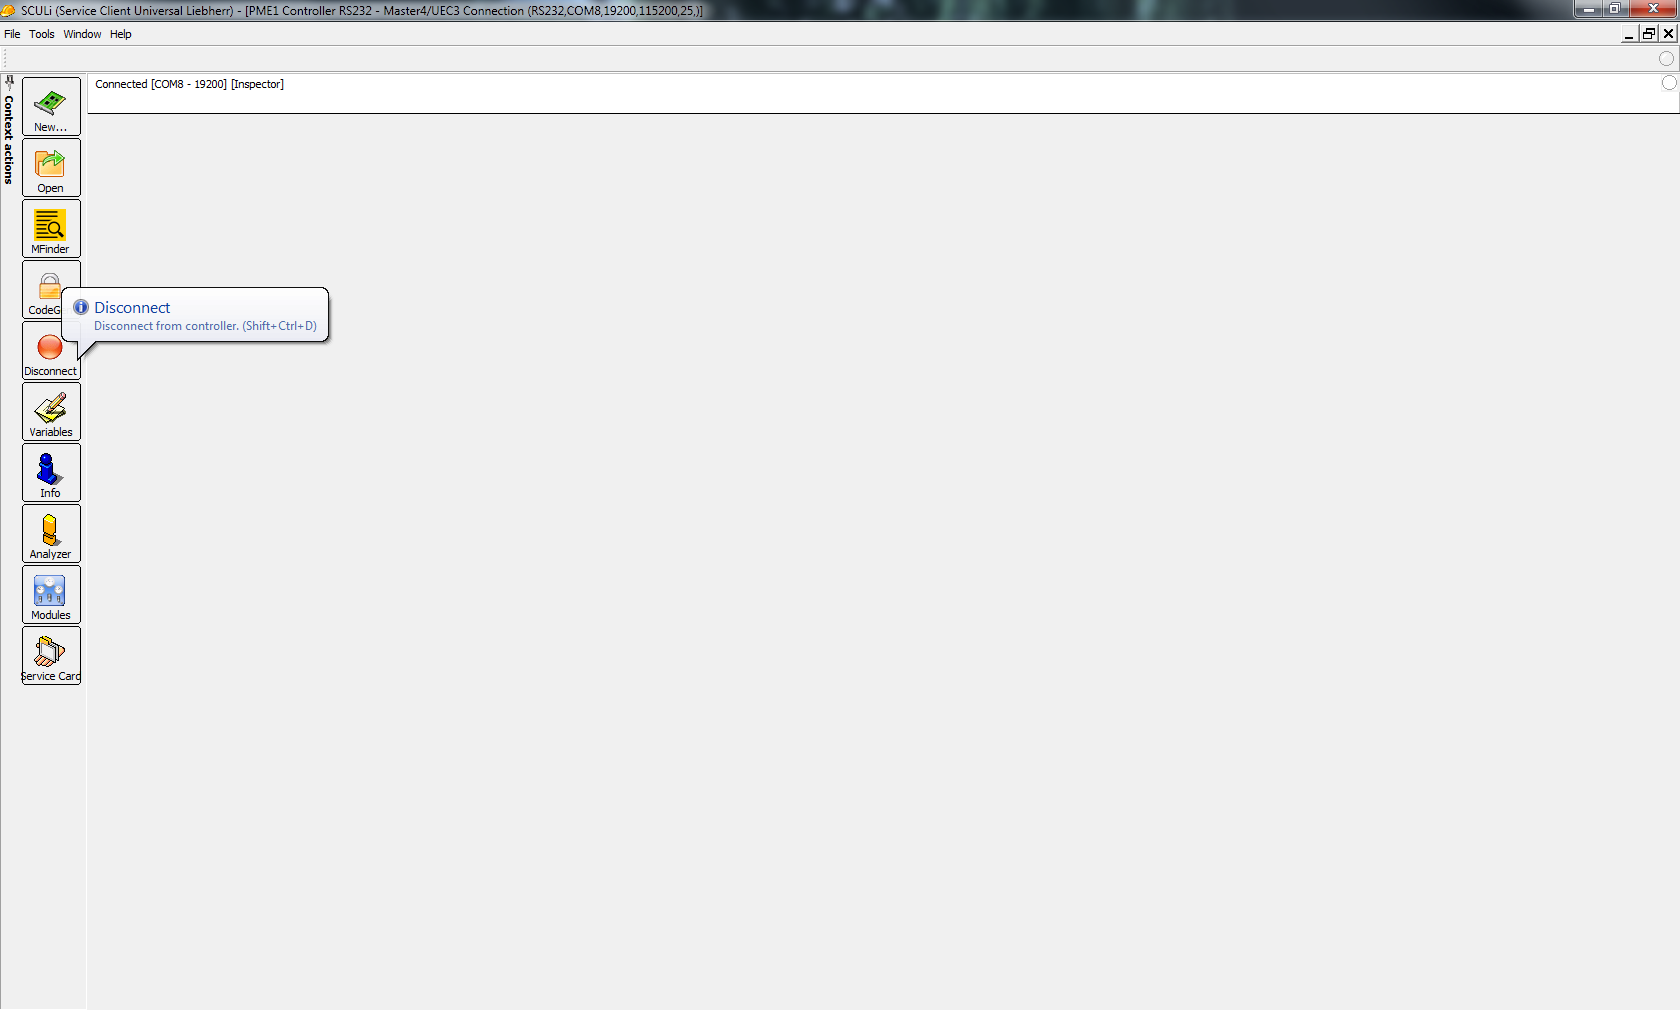 SCULi (Service Client Universal Liebherr) - [PME1 Controller RS232 - Master4/UEC3 Connection (RS232,COM8,19200,115200,25,)]
File Tools Window Help
Context actions
Connected [COM8 - 19200] [Inspector]
New...
Open
MFinder
CodeG
Disconnect
Disconnect from controller. (Shift+Ctrl+D)
Disconnect
Variables
Info
Analyzer
Modules
Service Card